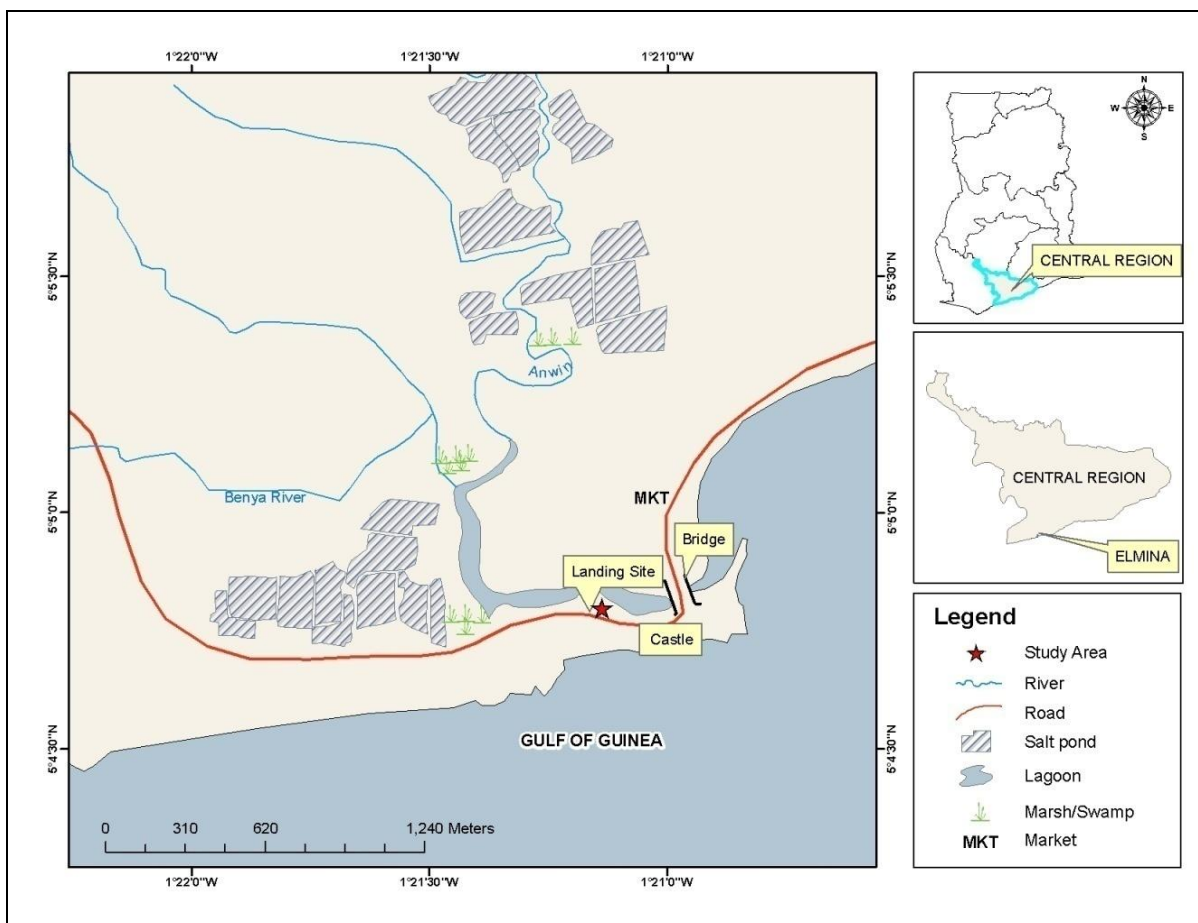 1°22'0"W
1°21'30"W
1°21'0"W
5°5'30"N
5°5'30"N
5°5'0"N
5°5'0"N
5°4'30"N
5°4'30"N
Anwin
Benya River
MKT
Bridge
Landing Site
Castle
GULF OF GUINEA
0 310 620 1,240 Meters
1°22'0"W
1°21'30"W
1°21'0"W
N
W E
S
CENTRAL REGION
CENTRAL REGION
ELMINA
Legend
Study Area
River
Road
Salt pond
Lagoon
Marsh/Swamp
MKT Market